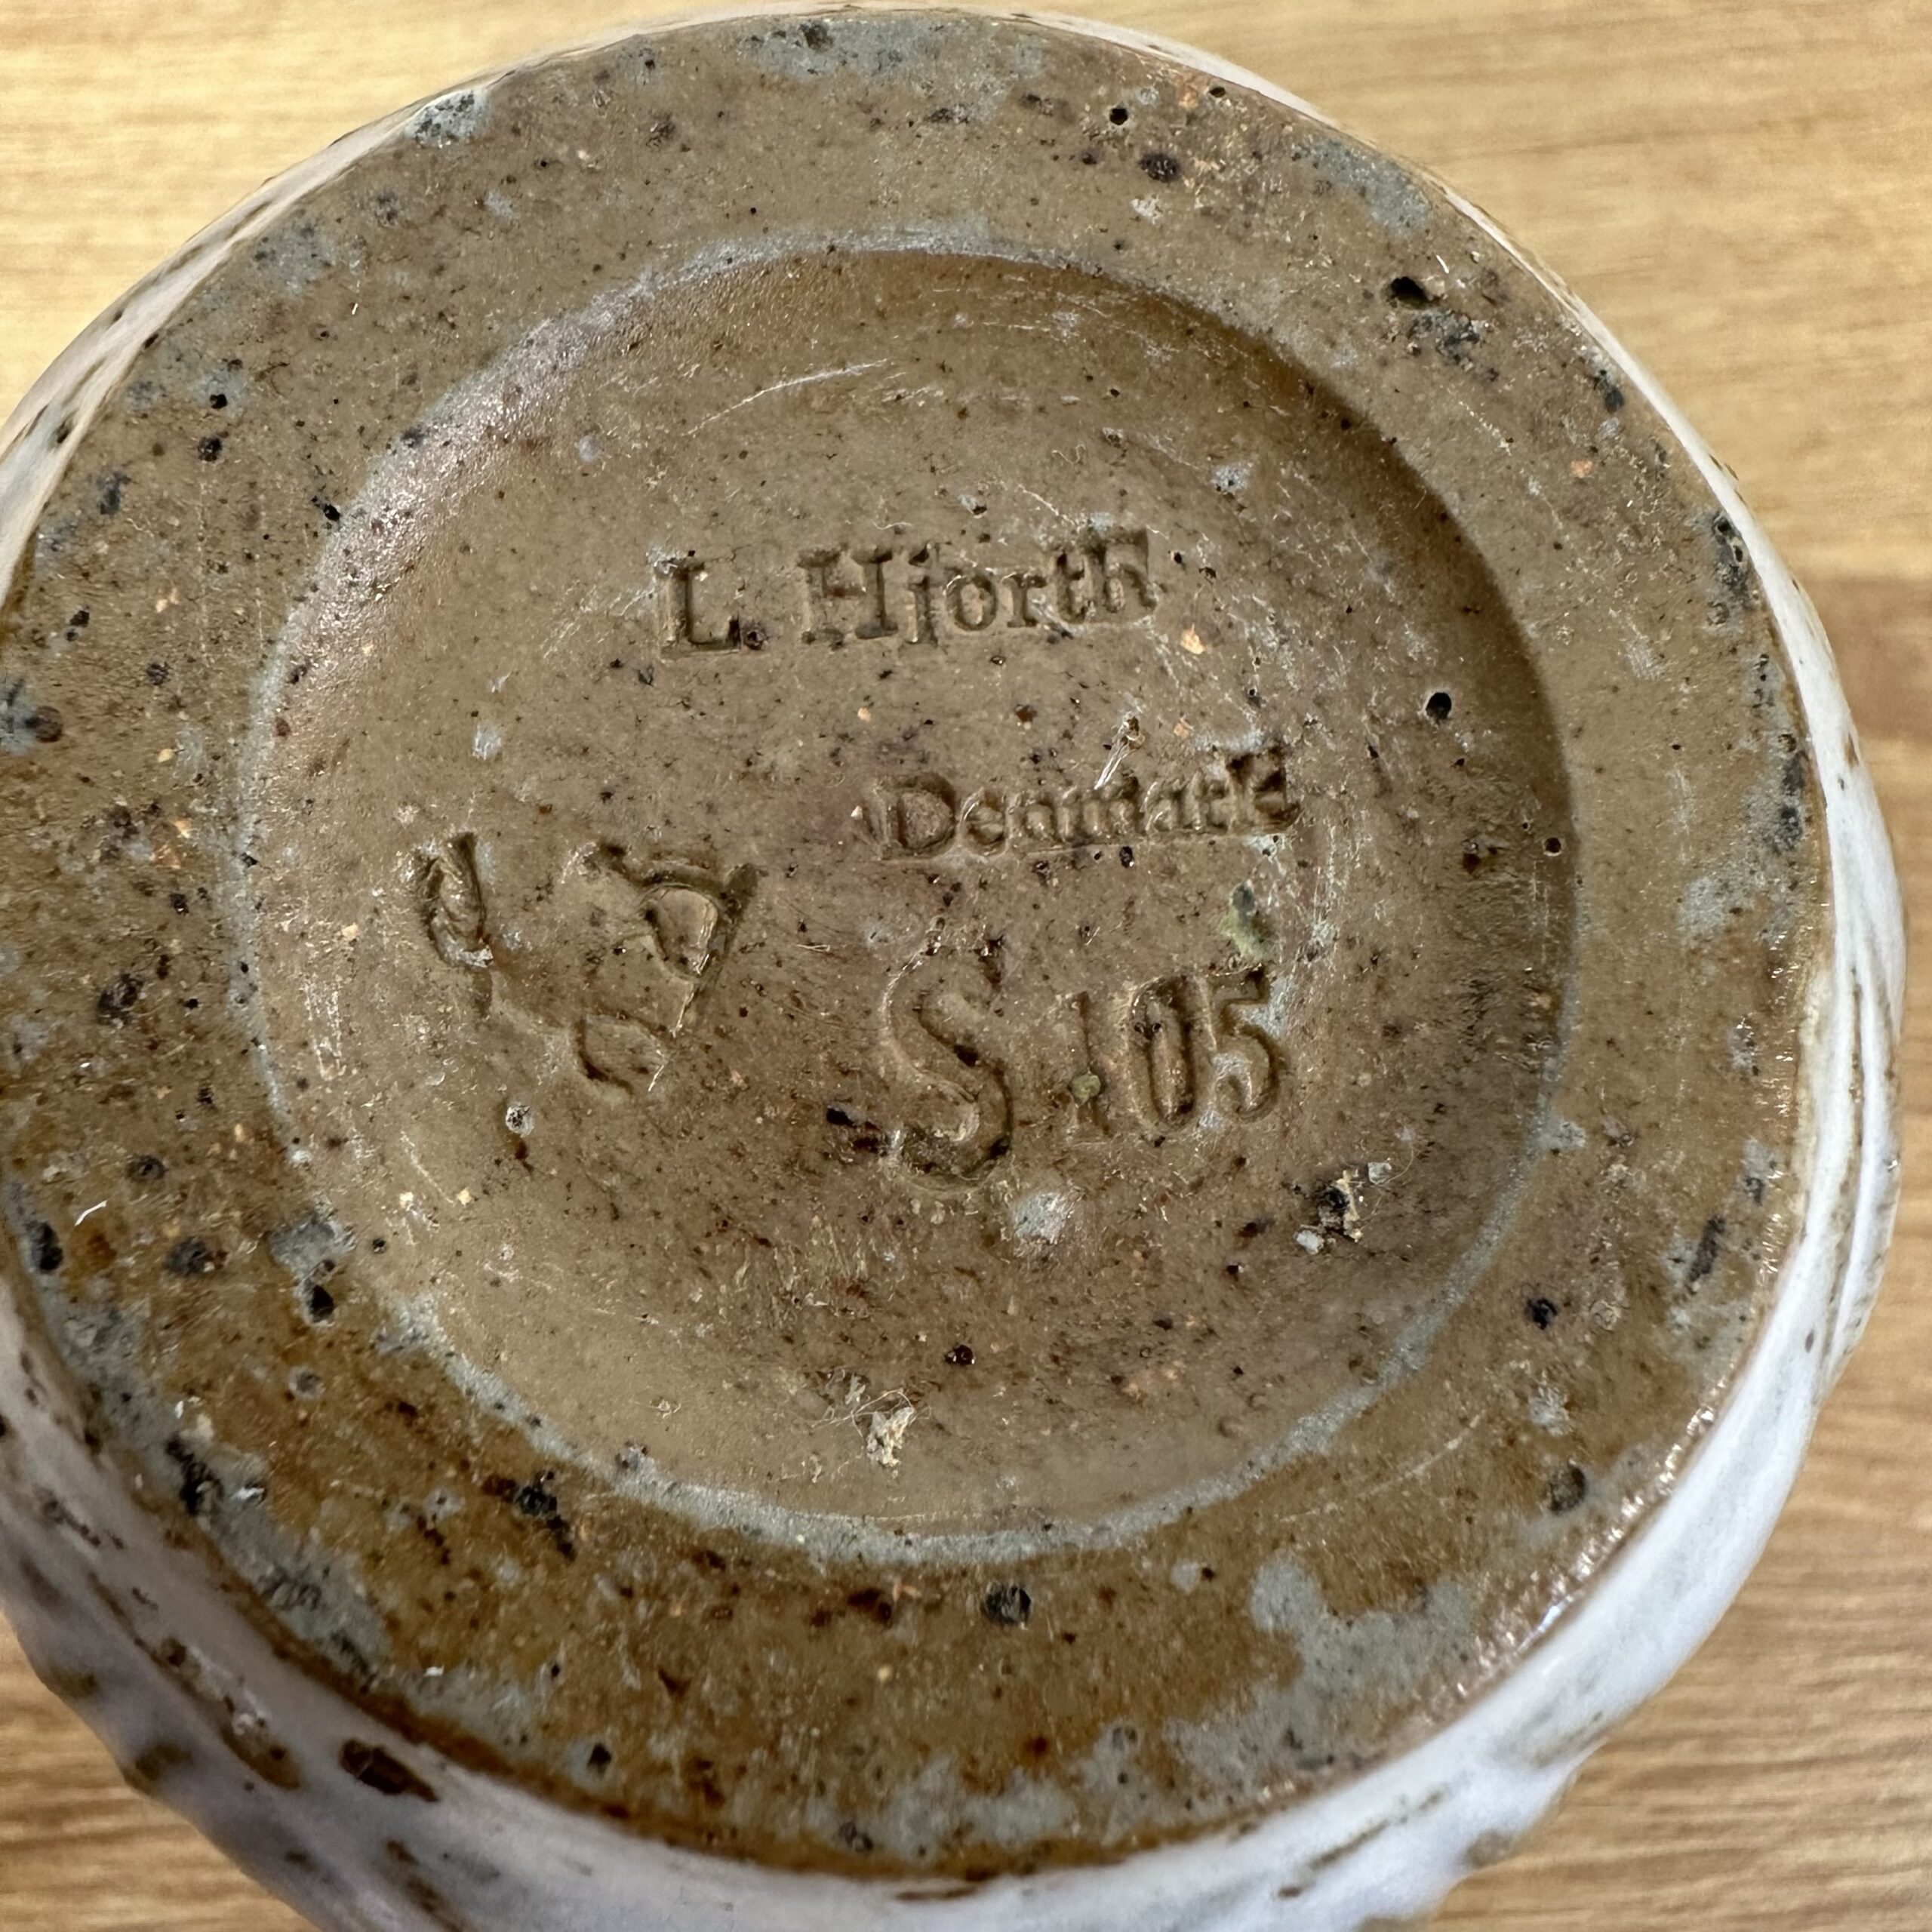 L. Hjorth
Denmark
S 105